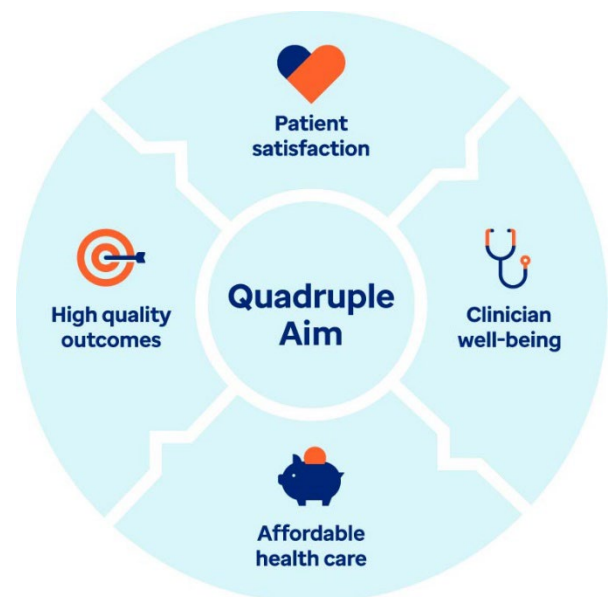 Patient
satisfaction
High quality
outcomes
Quadruple
Aim
Clinician
well-being
Affordable
health care